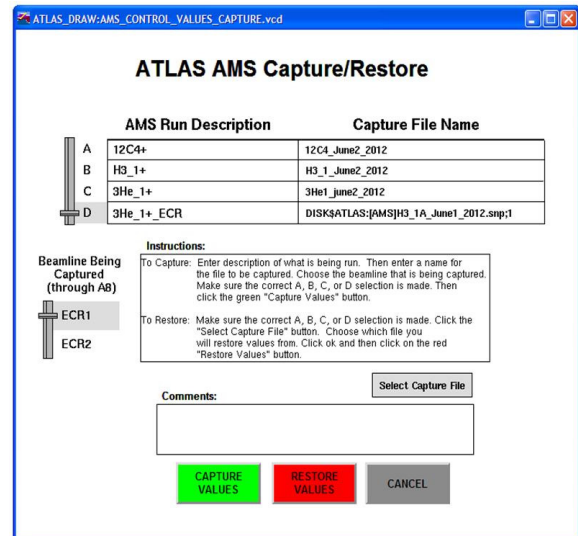 ATLAS_DRAW:AMS_CONTROL_VALUES_CAPTURE.vcd
ATLAS AMS Capture/Restore
AMS Run Description Capture File Name
A 12C4+ 12C4_June2_2012
B H3_1+ H3_1_June2_2012
C 3He_1+ 3He1_june2_2012
D 3He_1+_ECR DISK$ATLAS:[AMS]H3_1A_June1_2012.snp;1
Beamline Being
Captured
(through A8)
ECR1
ECR2
Instructions:
To Capture: Enter description of what is being run. Then enter a name for
the file to be captured. Choose the beamline that is being captured.
Make sure the correct A, B, C, or D selection is made. Then
click the green "Capture Values" button.
To Restore: Make sure the correct A, B, C, or D selection is made. Click the
"Select Capture File" button. Choose which file you
will restore values from. Click ok and then click on the red
"Restore Values" button.
Select Capture File
Comments:
CAPTURE
VALUES
RESTORE
VALUES
CANCEL